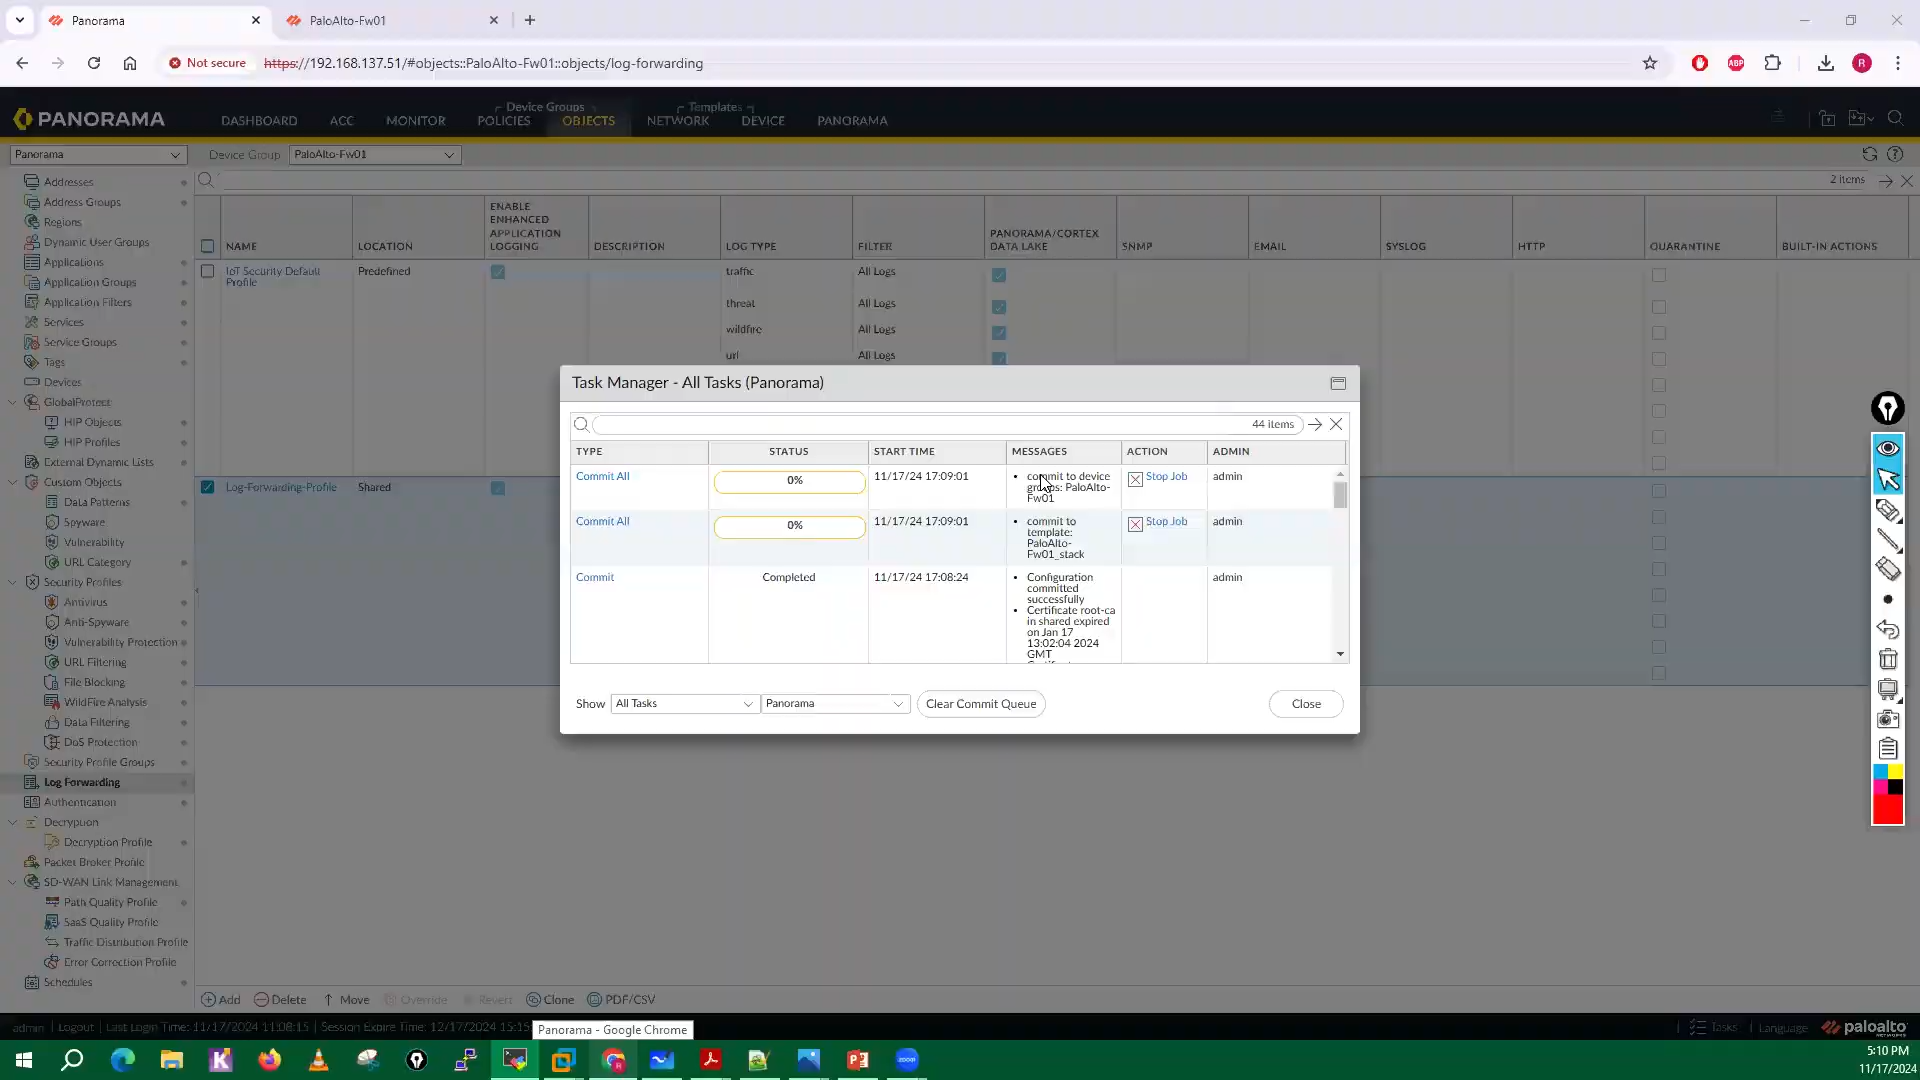 Panorama
PaloAlto-Fw01
Not secure
https://192.168.137.51/#objects::PaloAlto-Fw01::objects/log-forwarding
ABP
R
PANORAMA
Device Groups
Templates
DASHBOARD
ACC
MONITOR
POLICIES
OBJECTS
NETWORK
DEVICE
PANORAMA
Panorama
Device Group
PaloAlto-Fw01
2 items
Addresses
Address Groups
Regions
Dynamic User Groups
Applications
Application Groups
Application Filters
Services
Service Groups
Tags
Devices
GlobalProtect
HIP Objects
HIP Profiles
External Dynamic Lists
Custom Objects
Data Patterns
Spyware
Vulnerability
URL Category
Security Profiles
Antivirus
Anti-Spyware
Vulnerability Protection
URL Filtering
File Blocking
WildFire Analysis
Data Filtering
DoS Protection
Security Profile Groups
Log Forwarding
Authentication
Decryption
Decryption Profile
Packet Broker Profile
SD-WAN Link Management
Path Quality Profile
SaaS Quality Profile
Traffic Distribution Profile
Error Correction Profile
Schedules
NAME
LOCATION
ENABLE
ENHANCED
APPLICATION
LOGGING
DESCRIPTION
LOG TYPE
FILTER
PANORAMA/CORTEX
DATA LAKE
SNMP
EMAIL
SYSLOG
HTTP
QUARANTINE
BUILT-IN ACTIONS
IoT Security Default
Profile
Predefined
traffic
All Logs
threat
All Logs
wildfire
All Logs
url
All Logs
Log-Forwarding-Profile
Shared
Task Manager - All Tasks (Panorama)
44 items
TYPE
STATUS
START TIME
MESSAGES
ACTION
ADMIN
Commit All
0%
11/17/24 17:09:01
commit to device
groups: PaloAlto-
Fw01
Stop Job
admin
Commit All
0%
11/17/24 17:09:01
commit to
template:
PaloAlto-
Fw01_stack
Stop Job
admin
Commit
Completed
11/17/24 17:08:24
Configuration
committed
successfully
Certificate root-ca
in shared expired
on Jan 17
13:02:04 2024
GMT
admin
Show
All Tasks
Panorama
Clear Commit Queue
Close
Add
Delete
Move
Override
Revert
Clone
PDF/CSV
admin | Logout | Last Login Time: 11/17/2024 11:08:15 | Session Expire Time: 12/17/2024 15:15:
Tasks
Language
paloalto
NETWORKS
Panorama - Google Chrome
5:10 PM
11/17/2024